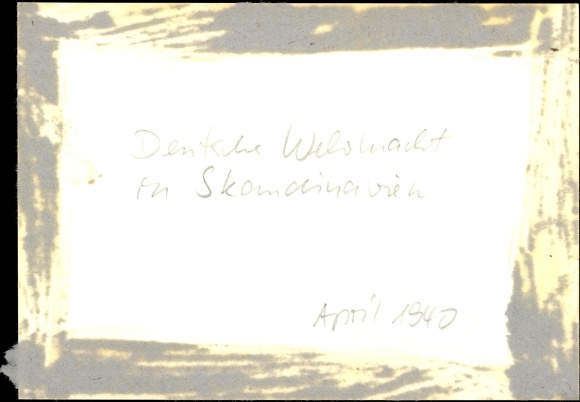 Deutsche Wehrmacht
in Skandinavien
April 1940